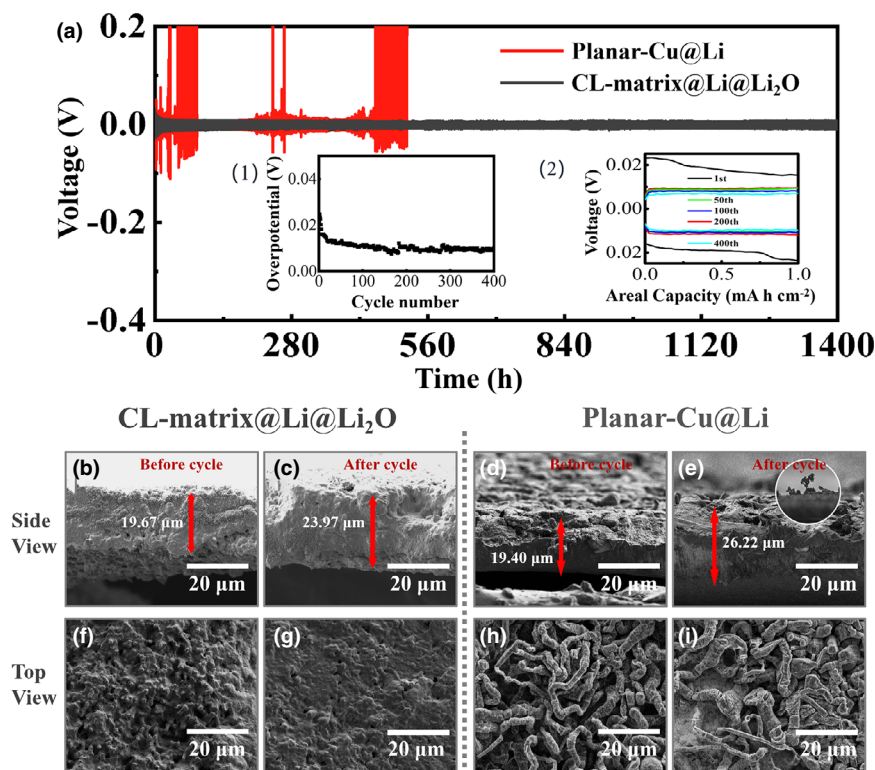 (a)
0.2
0.0
-0.2
-0.4
Voltage (V)
Planar-Cu@Li
CL-matrix@Li@Li₂O
(1)
Overpotential (V)
0.04
0.02
0.00
0 100 200 300 400
Cycle number
(2)
Voltage (V)
0.02
0.00
0.02
1st
50th
100th
200th
400th
0.0 0.5 1.0
Areal Capacity (mA h cm⁻²)
0 280 560 840 1120 1400
Time (h)
CL-matrix@Li@Li₂O
Planar-Cu@Li
Side
View
(b)
Before cycle
19.67 μm
20 μm
(c)
After cycle
23.97 μm
20 μm
(d)
Before cycle
19.40 μm
20 μm
(e)
After cycle
26.22 μm
20 μm
Top
View
(f)
20 μm
(g)
20 μm
(h)
20 μm
(i)
20 μm